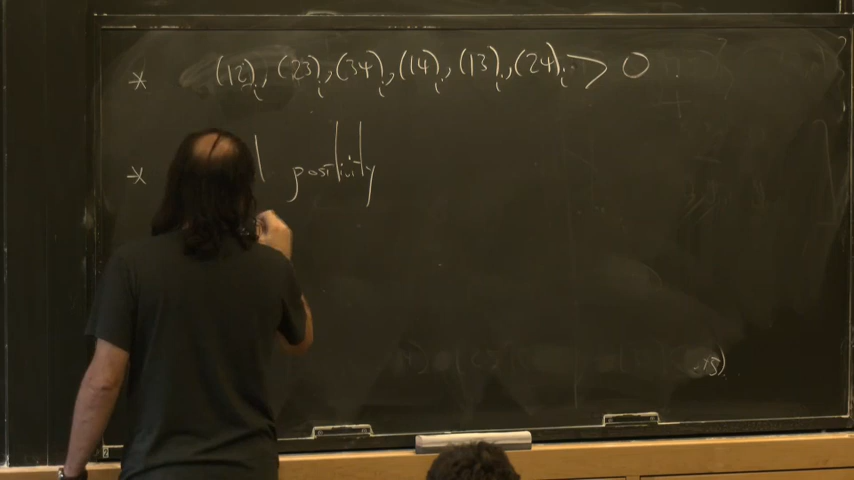 * (12)ᵢ, (23)ᵢ, (34)ᵢ, (14)ᵢ, (13)ᵢ, (24)ᵢ > 0
* positivity